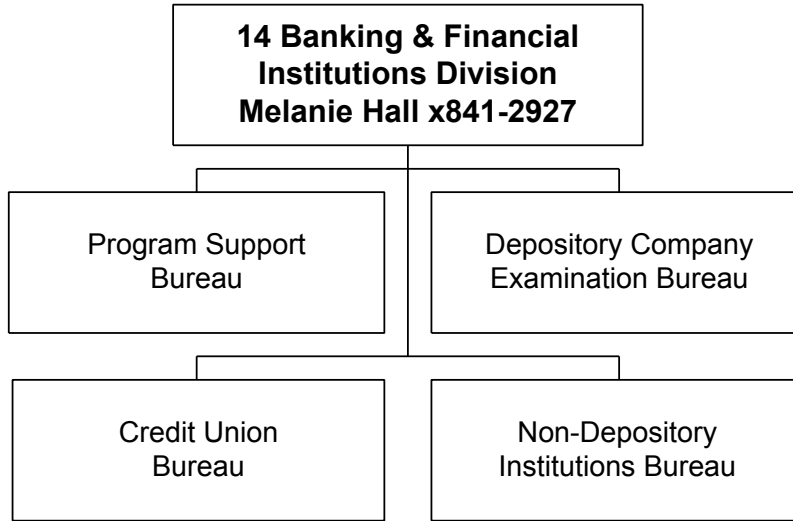 14 Banking & Financial
Institutions Division
Melanie Hall x841-2927
Program Support
Bureau
Depository Company
Examination Bureau
Credit Union
Bureau
Non-Depository
Institutions Bureau